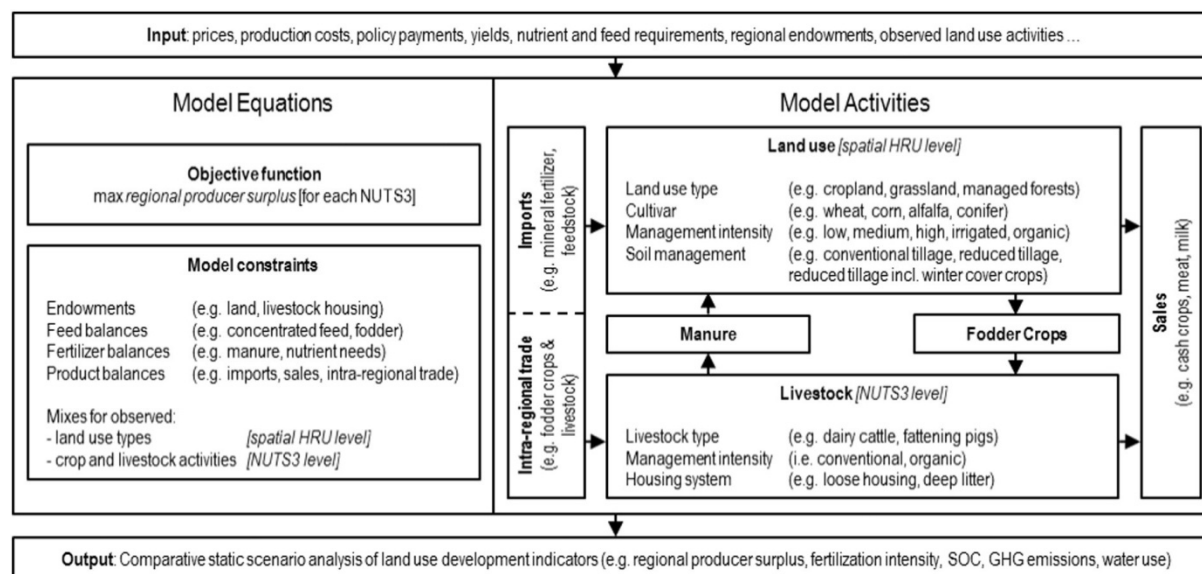 Input: prices, production costs, policy payments, yields, nutrient and feed requirements, regional endowments, observed land use activities ...
Model Equations
Objective function
max regional producer surplus [for each NUTS3]
Model constraints
Endowments (e.g. land, livestock housing)
Feed balances (e.g. concentrated feed, fodder)
Fertilizer balances (e.g. manure, nutrient needs)
Product balances (e.g. imports, sales, intra-regional trade)
Mixes for observed:
- land use types [spatial HRU level]
- crop and livestock activities [NUTS3 level]
Model Activities
Imports
(e.g. mineral fertilizer,
feedstock)
Intra-regional trade
(e.g. fodder crops &
livestock)
Land use [spatial HRU level]
Land use type (e.g. cropland, grassland, managed forests)
Cultivar (e.g. wheat, corn, alfalfa, conifer)
Management intensity (e.g. low, medium, high, irrigated, organic)
Soil management (e.g. conventional tillage, reduced tillage,
reduced tillage incl. winter cover crops)
Manure
Fodder Crops
Livestock [NUTS3 level]
Livestock type (e.g. dairy cattle, fattening pigs)
Management intensity (i.e. conventional, organic)
Housing system (e.g. loose housing, deep litter)
Sales
(e.g. cash crops, meat, milk)
Output: Comparative static scenario analysis of land use development indicators (e.g. regional producer surplus, fertilization intensity, SOC, GHG emissions, water use)